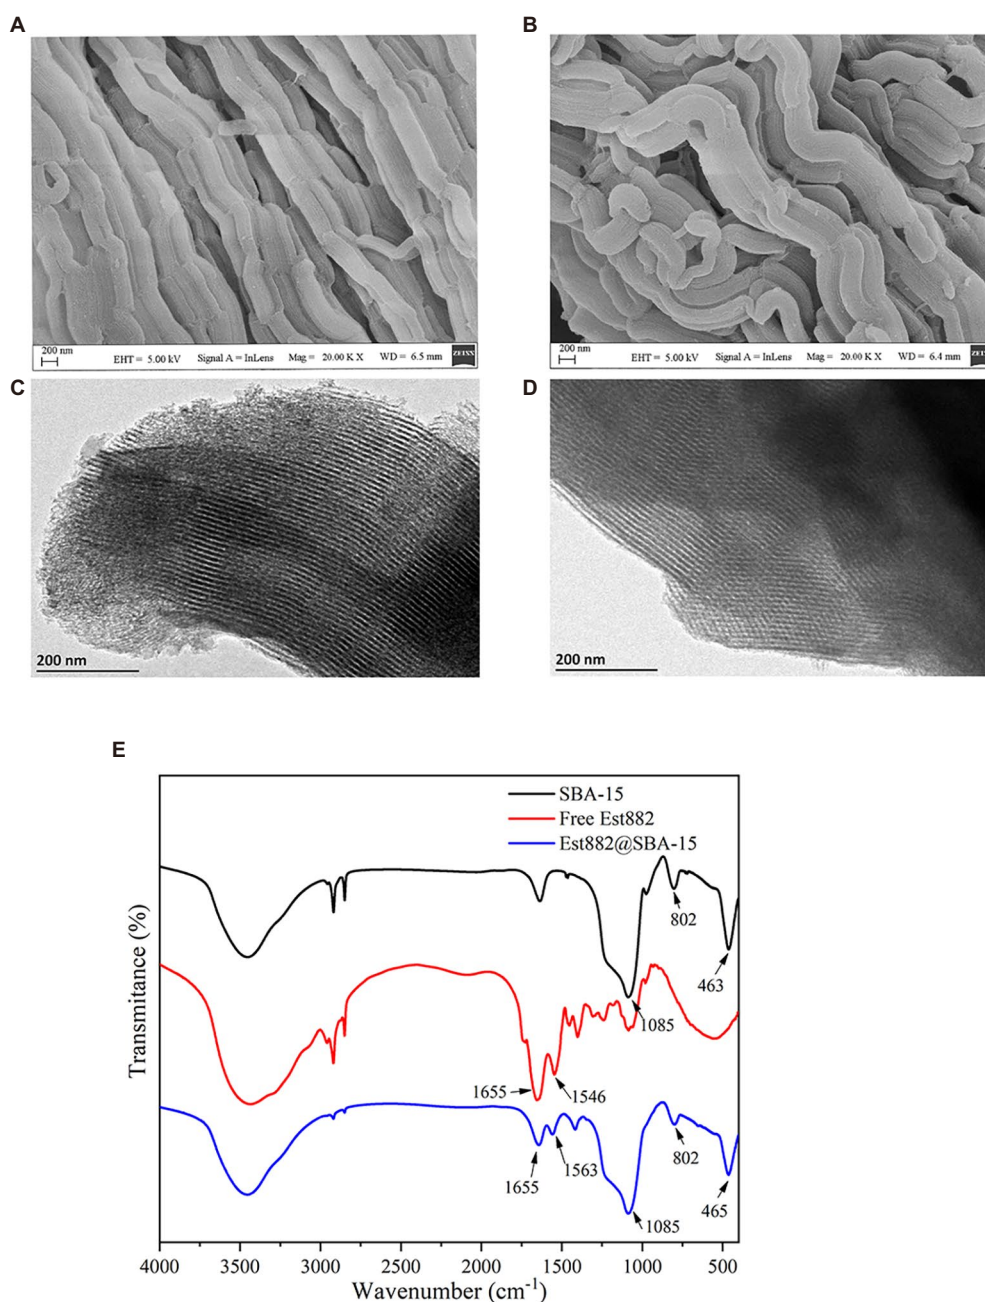 A
B
200 nm EHT = 5.00 kV Signal A = InLens Mag = 20.00 K X WD = 6.5 mm ZEISS
200 nm EHT = 5.00 kV Signal A = InLens Mag = 20.00 K X WD = 6.4 mm ZEISS
C
D
200 nm
200 nm
E
SBA-15
Free Est882
Est882@SBA-15
802
463
1085
1655
1546
802
1655
1563
465
1085
Transmitance (%)
4000 3500 3000 2500 2000 1500 1000 500
Wavenumber (cm⁻¹)